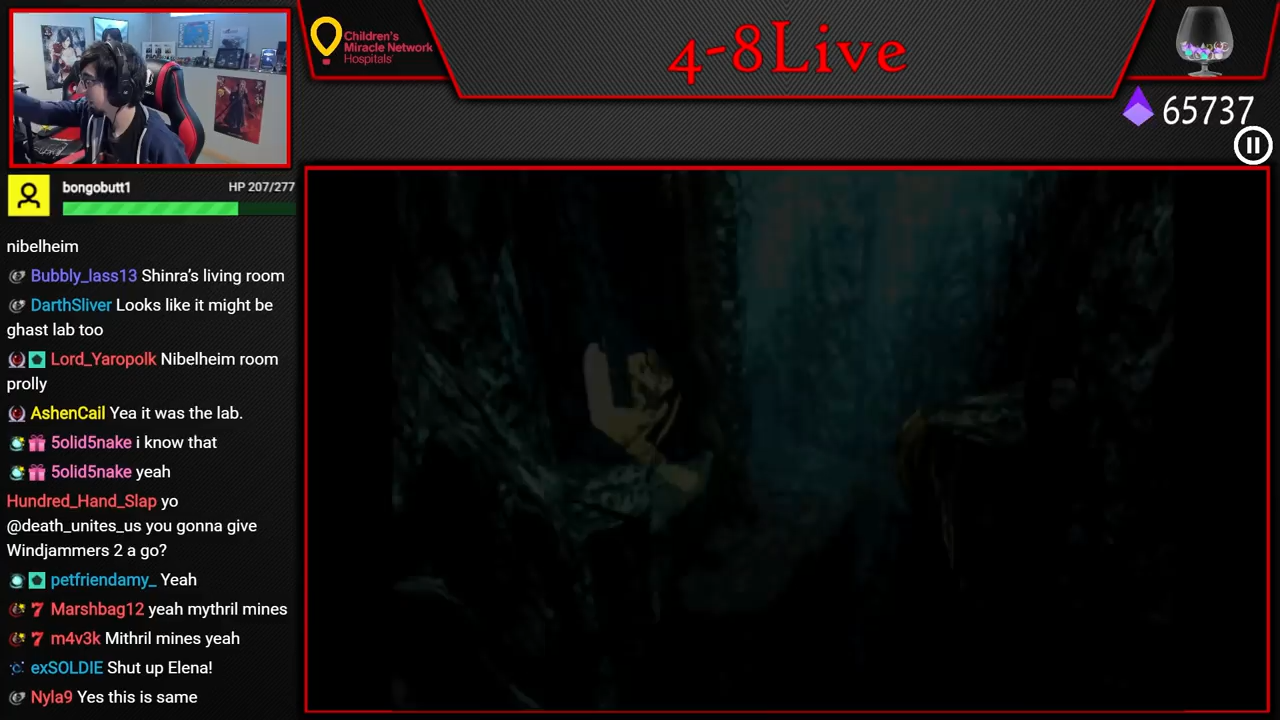 Children's
Miracle Network
Hospitals
4-8Live
65737
bongobutt1
HP 207/277
nibelheim
Bubbly_lass13 Shinra’s living room
DarthSliver Looks like it might be
ghast lab too
Lord_Yaropolk Nibelheim room
prolly
AshenCail Yea it was the lab.
5olid5nake i know that
5olid5nake yeah
Hundred_Hand_Slap yo
@death_unites_us you gonna give
Windjammers 2 a go?
petfriendamy_ Yeah
7 Marshbag12 yeah mythril mines
7 m4v3k Mithril mines yeah
exSOLDIE Shut up Elena!
Nyla9 Yes this is same